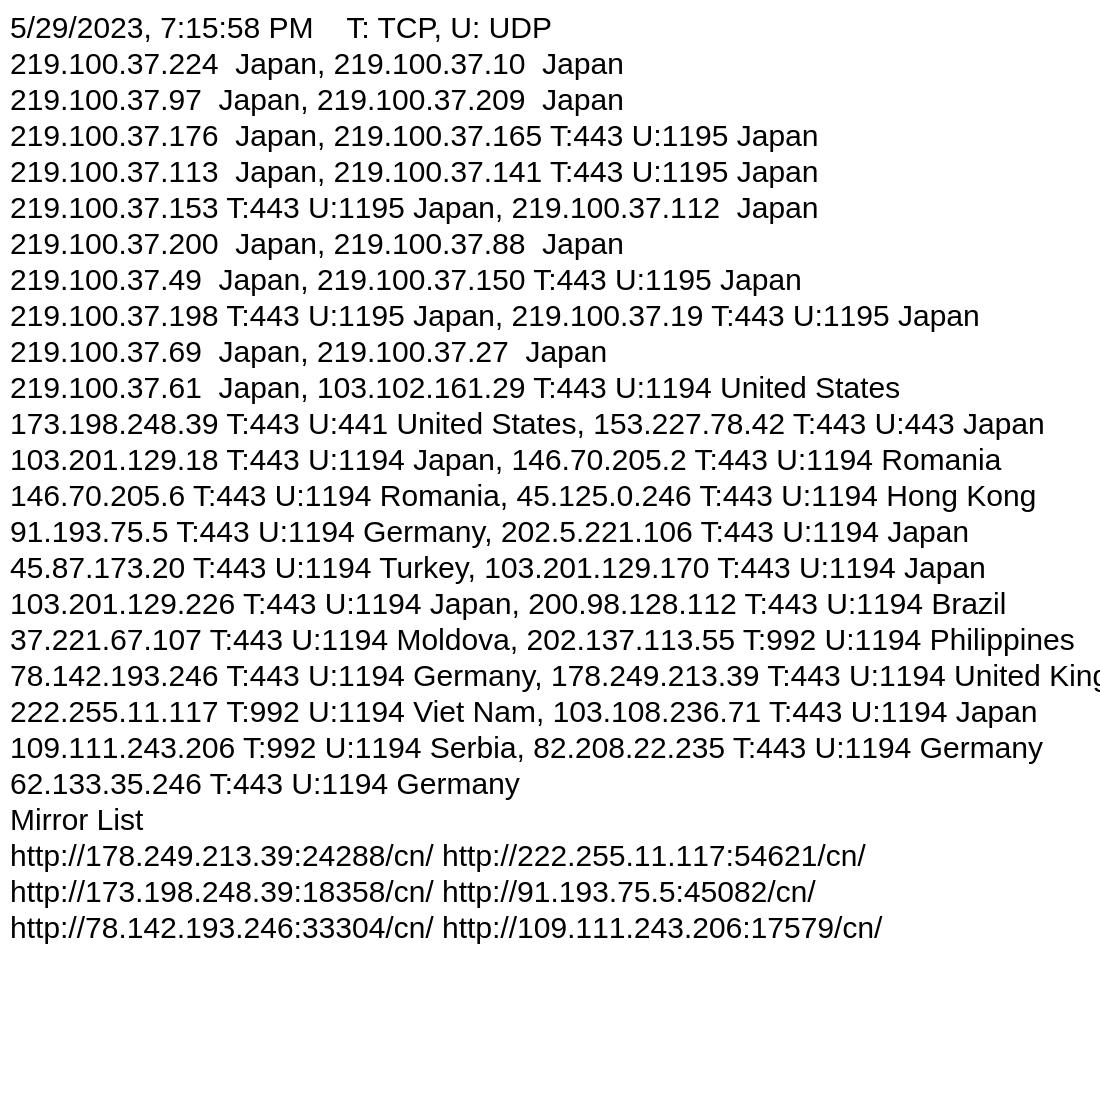 5/29/2023, 7:15:58 PM    T: TCP, U: UDP
219.100.37.224  Japan, 219.100.37.10  Japan
219.100.37.97  Japan, 219.100.37.209  Japan
219.100.37.176  Japan, 219.100.37.165 T:443 U:1195 Japan
219.100.37.113  Japan, 219.100.37.141 T:443 U:1195 Japan
219.100.37.153 T:443 U:1195 Japan, 219.100.37.112  Japan
219.100.37.200  Japan, 219.100.37.88  Japan
219.100.37.49  Japan, 219.100.37.150 T:443 U:1195 Japan
219.100.37.198 T:443 U:1195 Japan, 219.100.37.19 T:443 U:1195 Japan
219.100.37.69  Japan, 219.100.37.27  Japan
219.100.37.61  Japan, 103.102.161.29 T:443 U:1194 United States
173.198.248.39 T:443 U:441 United States, 153.227.78.42 T:443 U:443 Japan
103.201.129.18 T:443 U:1194 Japan, 146.70.205.2 T:443 U:1194 Romania
146.70.205.6 T:443 U:1194 Romania, 45.125.0.246 T:443 U:1194 Hong Kong
91.193.75.5 T:443 U:1194 Germany, 202.5.221.106 T:443 U:1194 Japan
45.87.173.20 T:443 U:1194 Turkey, 103.201.129.170 T:443 U:1194 Japan
103.201.129.226 T:443 U:1194 Japan, 200.98.128.112 T:443 U:1194 Brazil
37.221.67.107 T:443 U:1194 Moldova, 202.137.113.55 T:992 U:1194 Philippines
78.142.193.246 T:443 U:1194 Germany, 178.249.213.39 T:443 U:1194 United King
222.255.11.117 T:992 U:1194 Viet Nam, 103.108.236.71 T:443 U:1194 Japan
109.111.243.206 T:992 U:1194 Serbia, 82.208.22.235 T:443 U:1194 Germany
62.133.35.246 T:443 U:1194 Germany
Mirror List
http://178.249.213.39:24288/cn/ http://222.255.11.117:54621/cn/
http://173.198.248.39:18358/cn/ http://91.193.75.5:45082/cn/
http://78.142.193.246:33304/cn/ http://109.111.243.206:17579/cn/